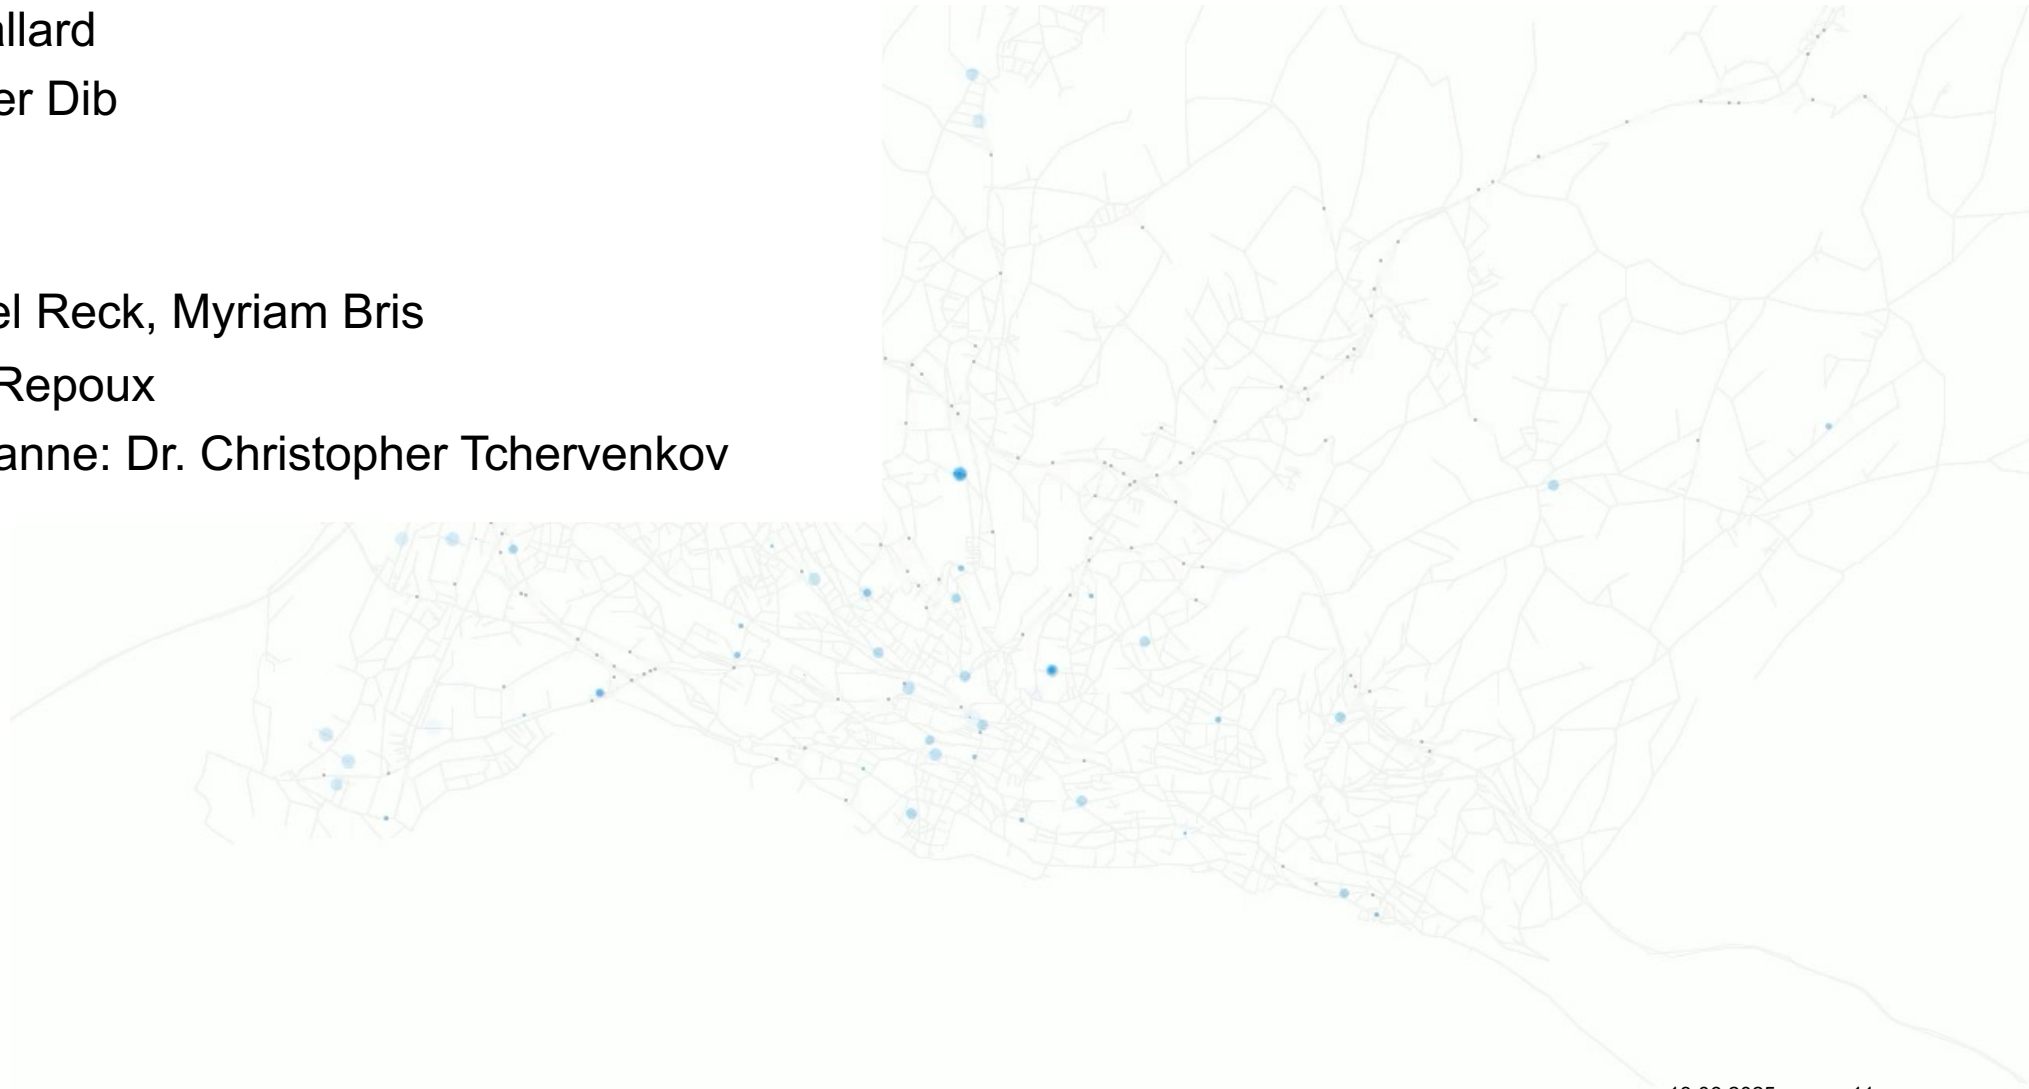 allard
er Dib
el Reck, Myriam Bris
Repoux
anne: Dr. Christopher Tchervenkov